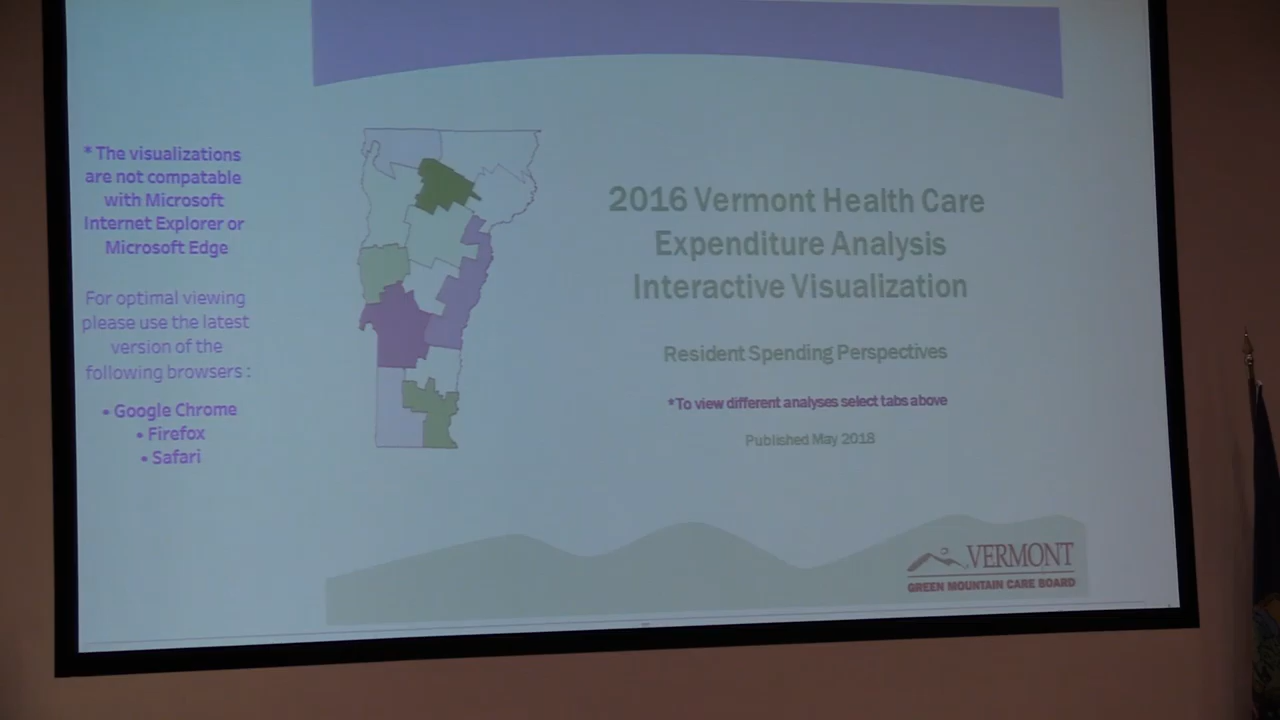 * The visualizations
are not compatable
with Microsoft
Internet Explorer or
Microsoft Edge
For optimal viewing
please use the latest
version of the
following browsers :
• Google Chrome
• Firefox
• Safari
2016 Vermont Health Care
Expenditure Analysis
Interactive Visualization
Resident Spending Perspectives
*To view different analyses select tabs above
Published May 2018
VERMONT
GREEN MOUNTAIN CARE BOARD